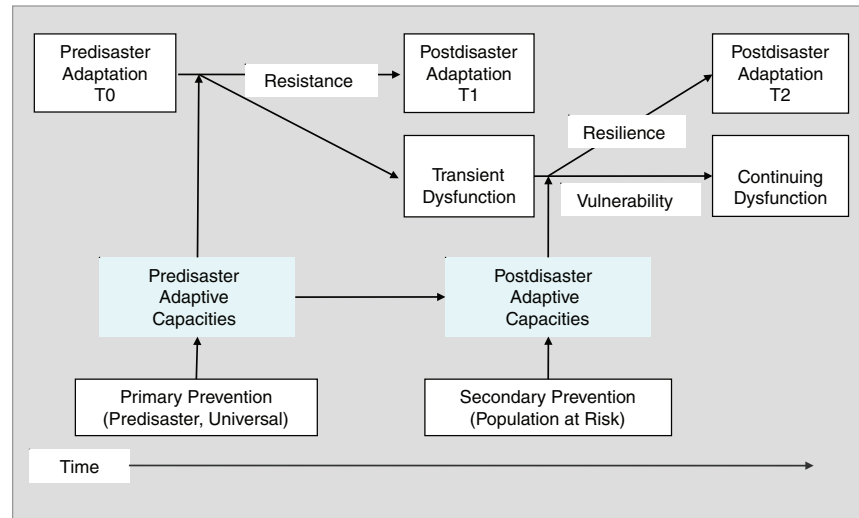 Predisaster
Adaptation
T0
Resistance
Postdisaster
Adaptation
T1
Postdisaster
Adaptation
T2
Resilience
Transient
Dysfunction
Vulnerability
Continuing
Dysfunction
Predisaster
Adaptive
Capacities
Postdisaster
Adaptive
Capacities
Primary Prevention
(Predisaster, Universal)
Secondary Prevention
(Population at Risk)
Time